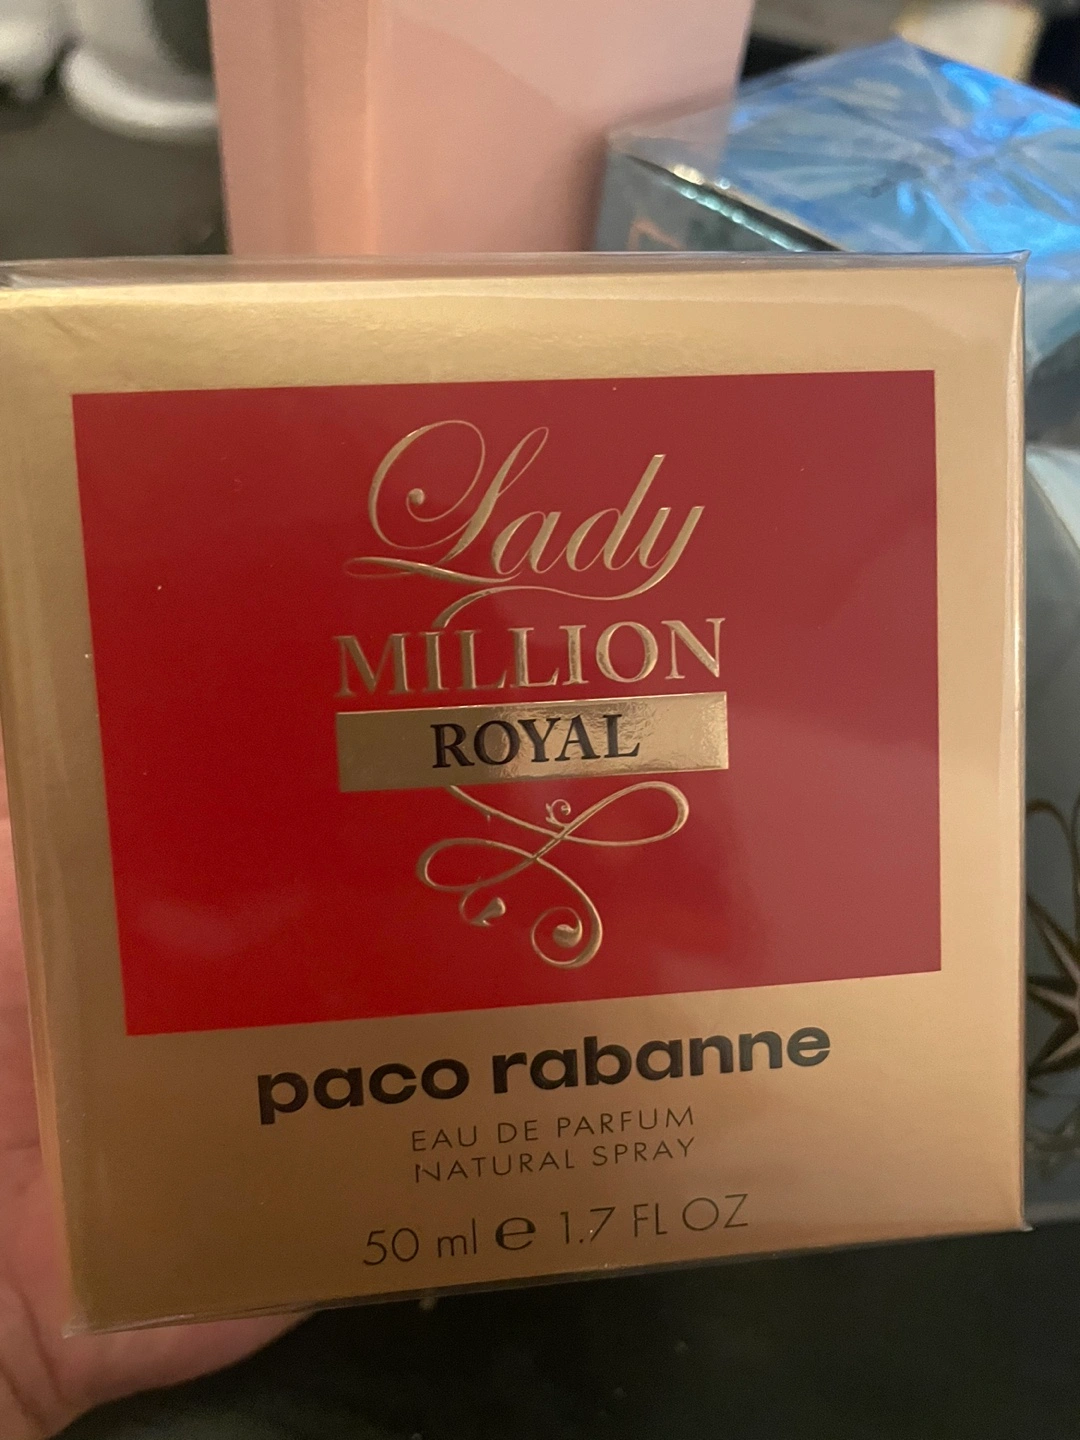 Lady
MILLION
ROYAL
paco rabanne
EAU DE PARFUM
NATURAL SPRAY
50 ml e 1.7 FL OZ